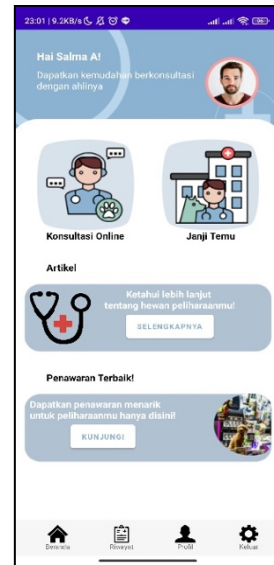 23:01 | 9.2KB/s
Hai Salma A!
Dapatkan kemudahan berkonsultasi
dengan ahlinya
Konsultasi Online
Janji Temu
Artikel
Ketahui lebih lanjut
tentang hewan peliharaanmu!
SELENGKAPNYA
Penawaran Terbaik!
Dapatkan penawaran menarik
untuk peliharaanmu hanya disini!
KUNJUNGI
Beranda
Riwayat
Profil
Keluar